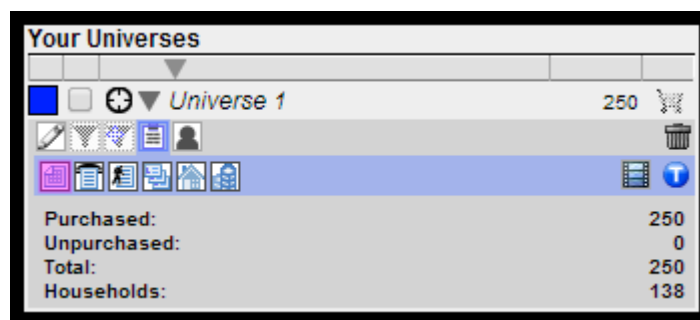 Your Universes
Universe 1 250
T
Purchased: 250
Unpurchased: 0
Total: 250
Households: 138